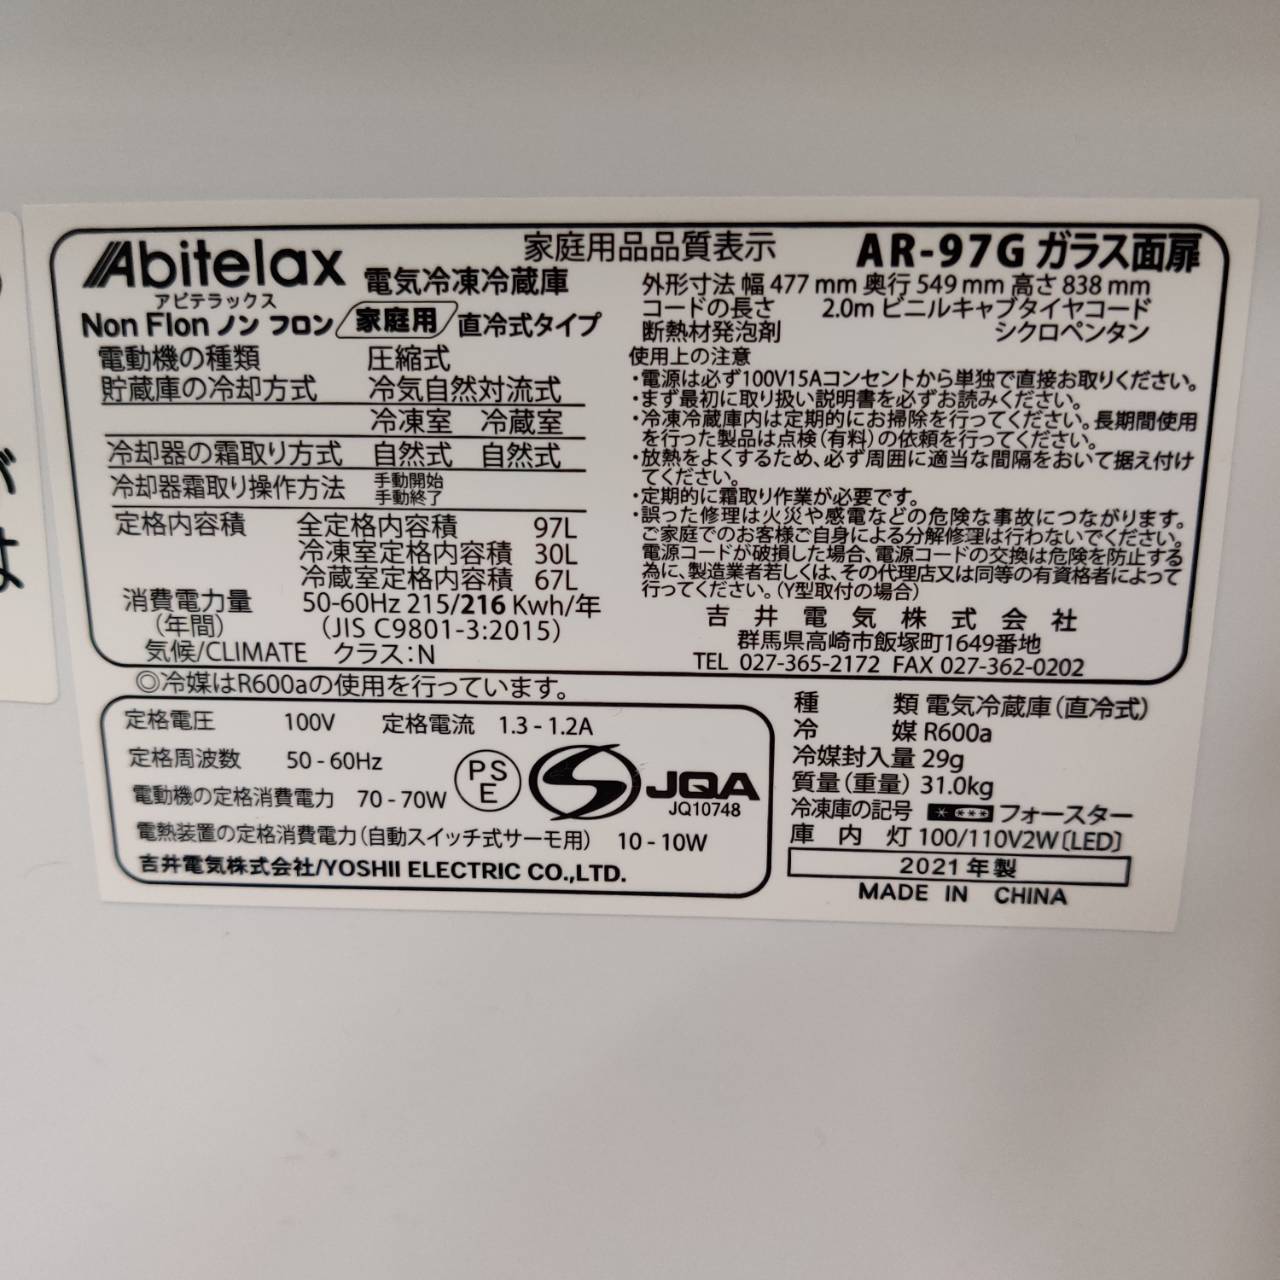 Abitelax
アビテラックス
電気冷凍冷蔵庫
家庭用品品質表示
AR-97G ガラス面扉
Non Flon ノン フロン 家庭用 直冷式タイプ
電動機の種類 圧縮式
貯蔵庫の冷却方式 冷気自然対流式
冷凍室 冷蔵室
冷却器の霜取り方式 自然式 自然式
冷却器霜取り操作方法 手動開始
手動終了
定格内容積 全定格内容積 97L
冷凍室定格内容積 30L
冷蔵室定格内容積 67L
消費電力量 50-60Hz 215/216 Kwh/年
(年間) (JIS C9801-3:2015)
気候/CLIMATE クラス:N
外形寸法 幅 477 mm 奥行 549 mm 高さ 838 mm
コードの長さ 2.0m ビニルキャブタイヤコード
断熱材発泡剤 シクロペンタン
使用上の注意
・電源は必ず100V15Aコンセントから単独で直接お取りください。
・まず最初に取り扱い説明書を必ずお読みください。
・冷凍冷蔵庫内は定期的にお掃除を行ってください。長期間使用
を行った製品は点検(有料)の依頼を行ってください。
・放熱をよくするため、必ず周囲に適当な間隔をおいて据え付け
てください。
・定期的に霜取り作業が必要です。
・誤った修理は火災や感電などの危険な事故につながります。
ご家庭でのお客様ご自身による分解修理は行わないでください。
電源コードが破損した場合、電源コードの交換は危険を防止する
為に、製造業者若しくは、その代理店又は同等の有資格者によって
行ってください。(Y型取付の場合)
吉井電気株式会社
群馬県高崎市飯塚町1649番地
TEL 027-365-2172 FAX 027-362-0202
◎冷媒はR600aの使用を行っています。
定格電圧 100V 定格電流 1.3 - 1.2A
定格周波数 50 - 60Hz
電動機の定格消費電力 70 - 70W
PS
E
JQA
JQ10748
電熱装置の定格消費電力(自動スイッチ式サーモ用) 10 - 10W
吉井電気株式会社/YOSHII ELECTRIC CO.,LTD.
種類 電気冷蔵庫(直冷式)
冷媒 R600a
冷媒封入量 29g
質量(重量) 31.0kg
冷凍庫の記号 * *** フォースター
庫内灯 100/110V2W[LED]
2021年製
MADE IN CHINA
が
は